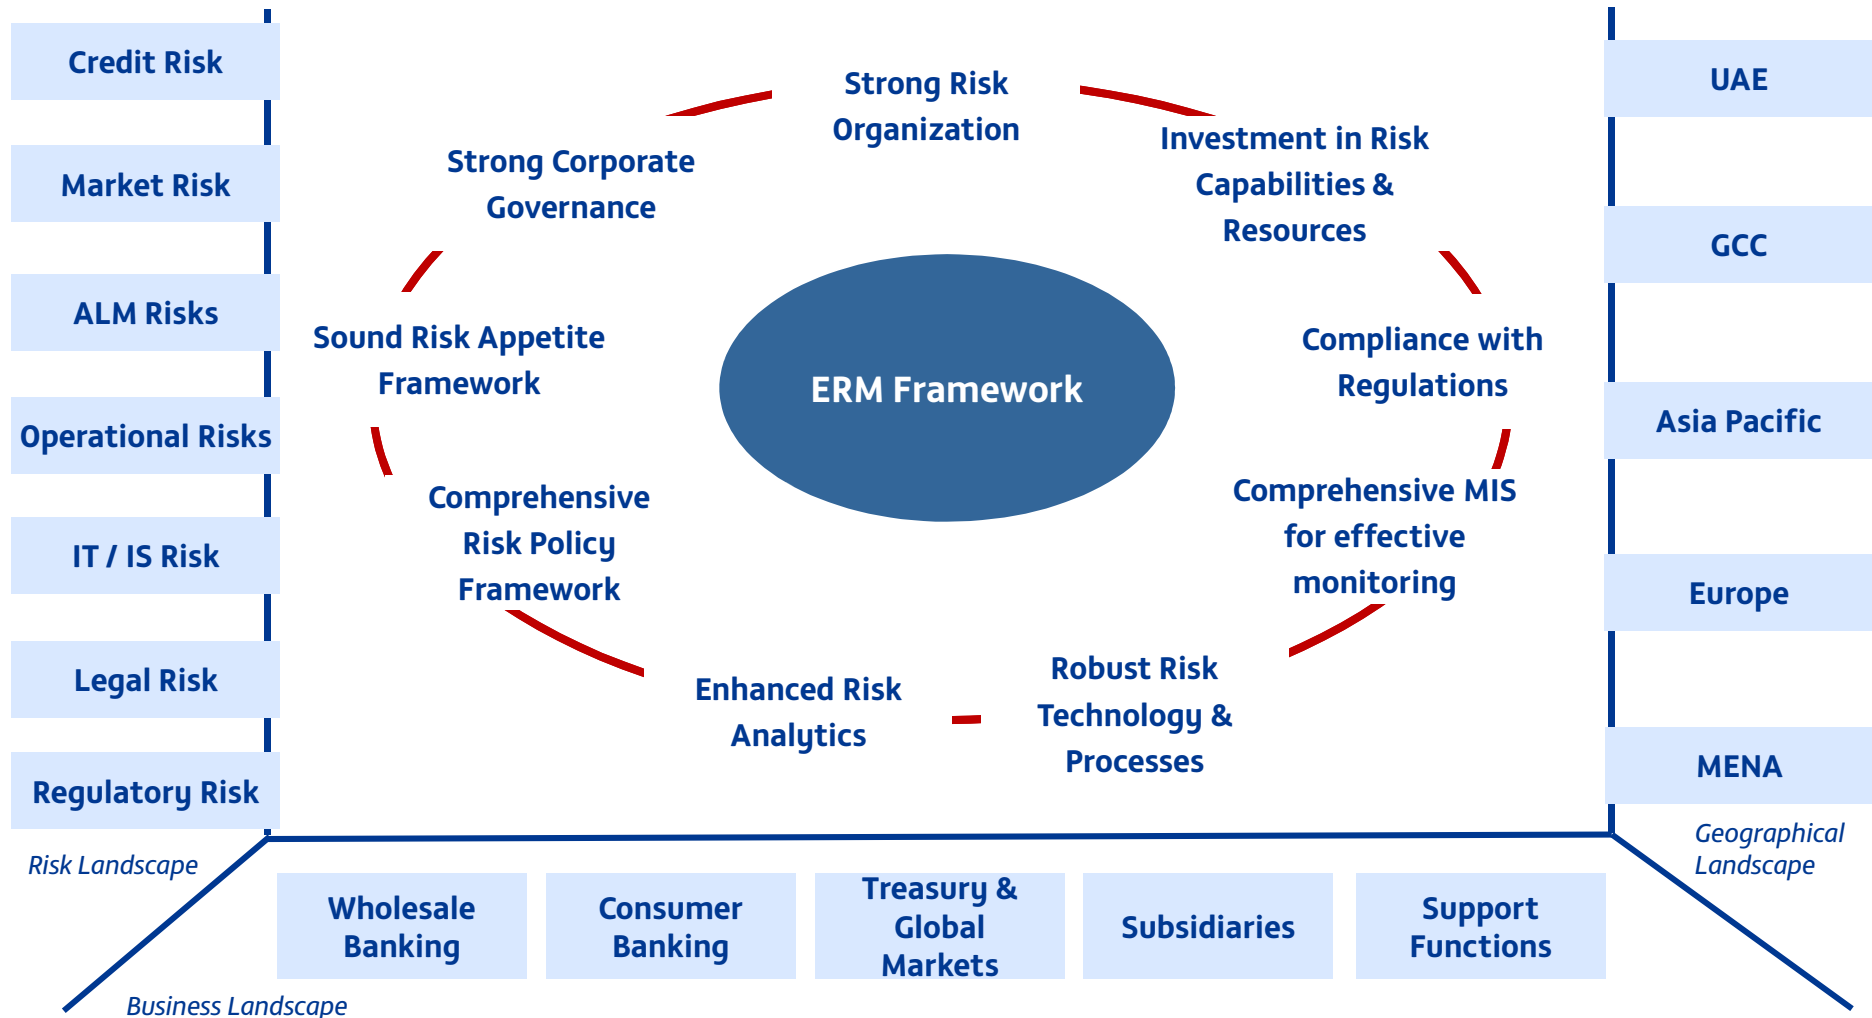 Credit Risk
Market Risk
ALM Risks
Operational Risks
IT / IS Risk
Legal Risk
Regulatory Risk
Risk Landscape
Strong Risk
Organization
Investment in Risk
Capabilities &
Resources
Compliance with
Regulations
Comprehensive MIS
for effective
monitoring
Robust Risk
Technology &
Processes
Enhanced Risk
Analytics
Comprehensive
Risk Policy
Framework
Sound Risk Appetite
Framework
Strong Corporate
Governance
ERM Framework
UAE
GCC
Asia Pacific
Europe
MENA
Geographical
Landscape
Wholesale
Banking
Consumer
Banking
Treasury &
Global
Markets
Subsidiaries
Support
Functions
Business Landscape